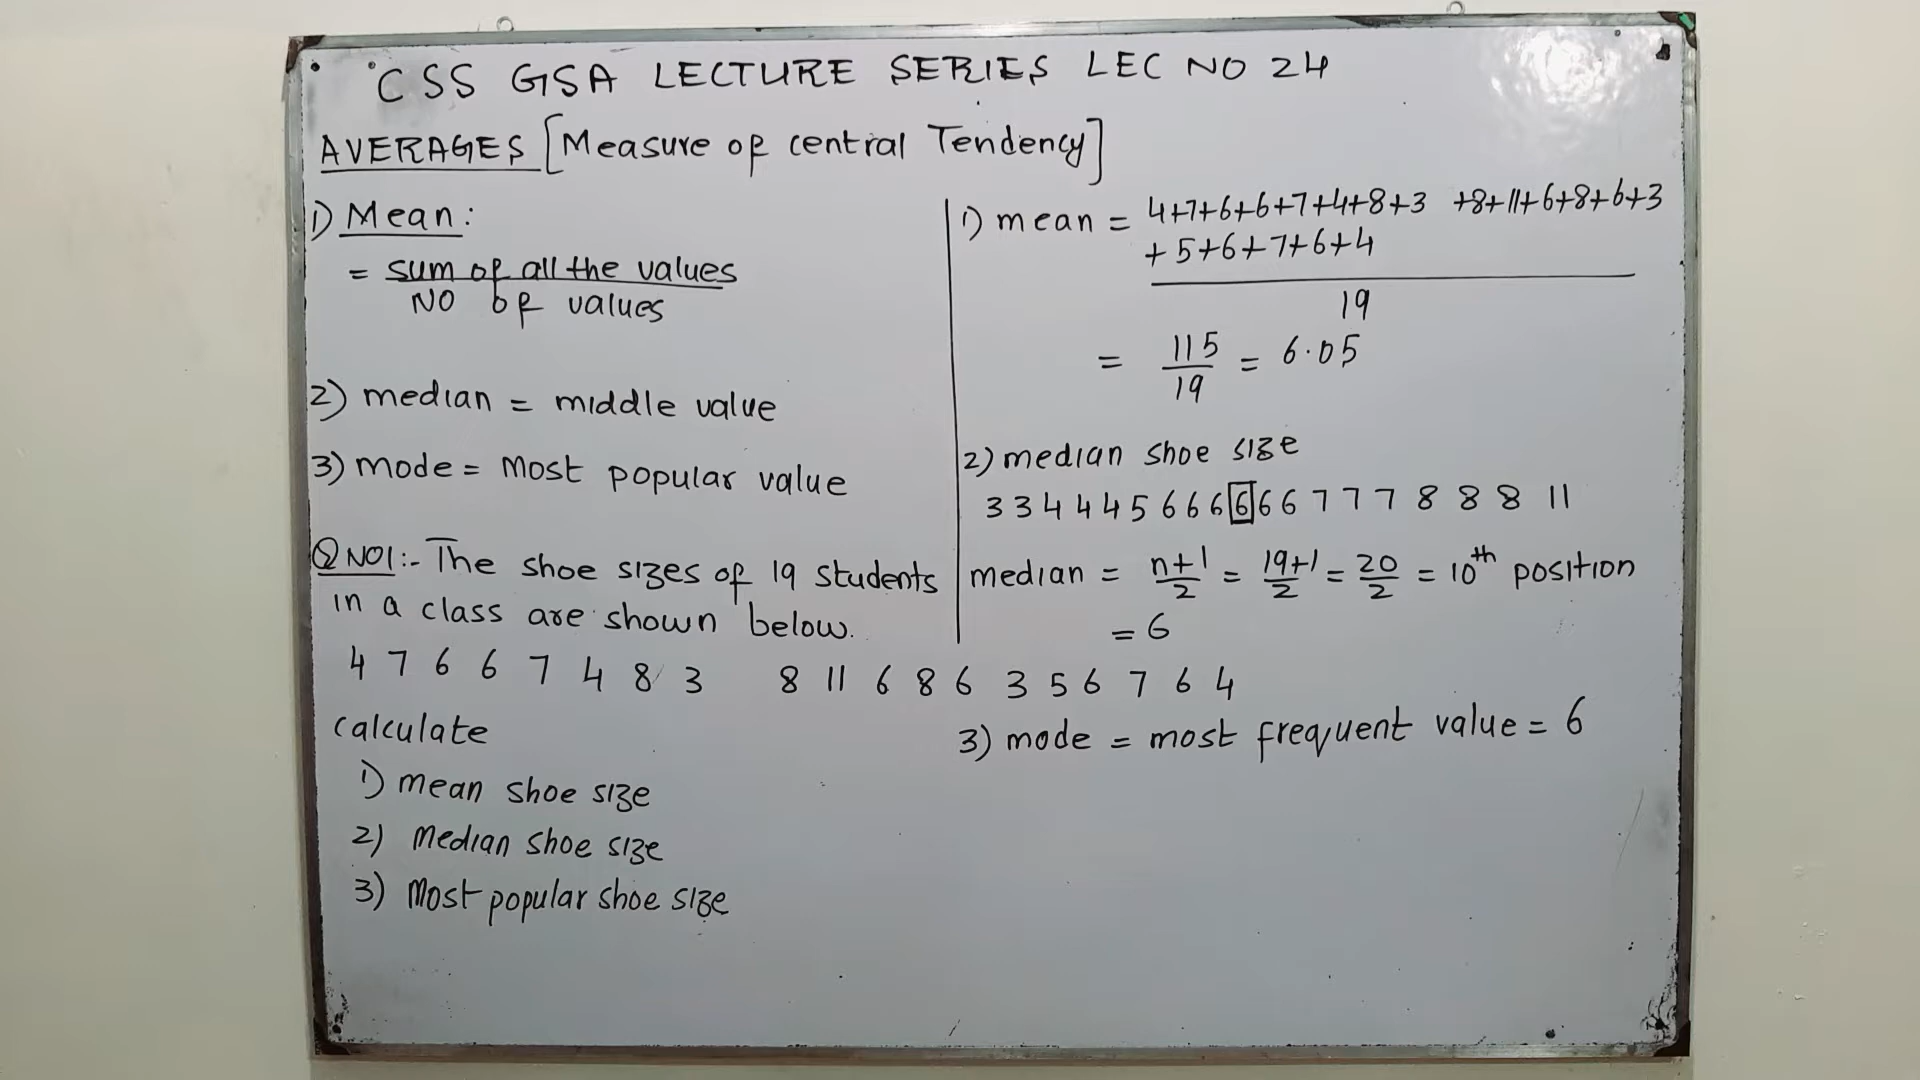 CSS GSA LECTURE SERIES LEC NO 24
AVERAGES [Measure of central Tendency]
1) Mean:
= sum of all the values
NO of values
2) median = middle value
3) mode = Most popular value
Q NO1:- The shoe sizes of 19 students
in a class are shown below.
4 7 6 6 7 4 8 3 8 11 6 8 6 3 5 6 7 6 4
calculate
1) mean shoe size
2) Median shoe size
3) Most popular shoe size
1) mean = 4+7+6+6+7+4+8+3 +8+11+6+8+6+3
+5+6+7+6+4
19
= 115/19 = 6.05
2) median shoe size
3 3 4 4 4 5 6 6 6 6 6 6 7 7 7 8 8 8 11
median = n+1/2 = 19+1/2 = 20/2 = 10th position
= 6
3) mode = most frequent value = 6